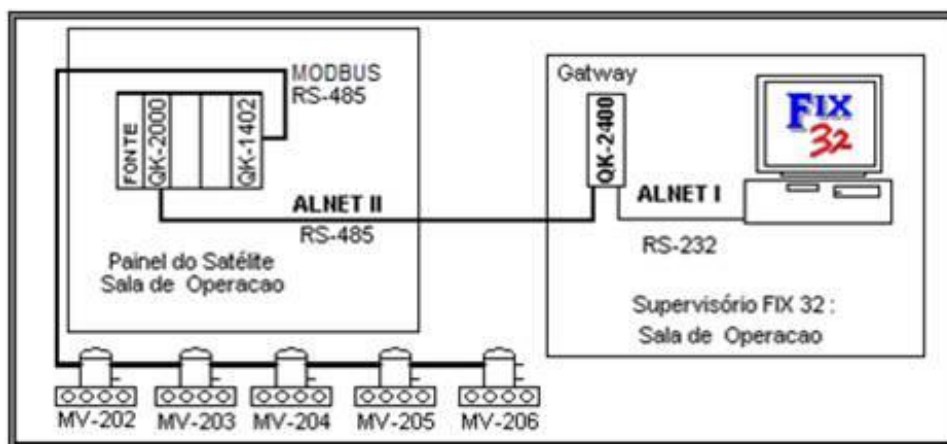 MODBUS
RS-485
FONTE
QK-2000
QK-1402
ALNET II
RS-485
Painel do Satélite
Sala de Operacao
Gatway
QK-2400
FIX
32
ALNET I
RS-232
Supervisório FIX 32 :
Sala de Operacao
MV-202
MV-203
MV-204
MV-205
MV-206